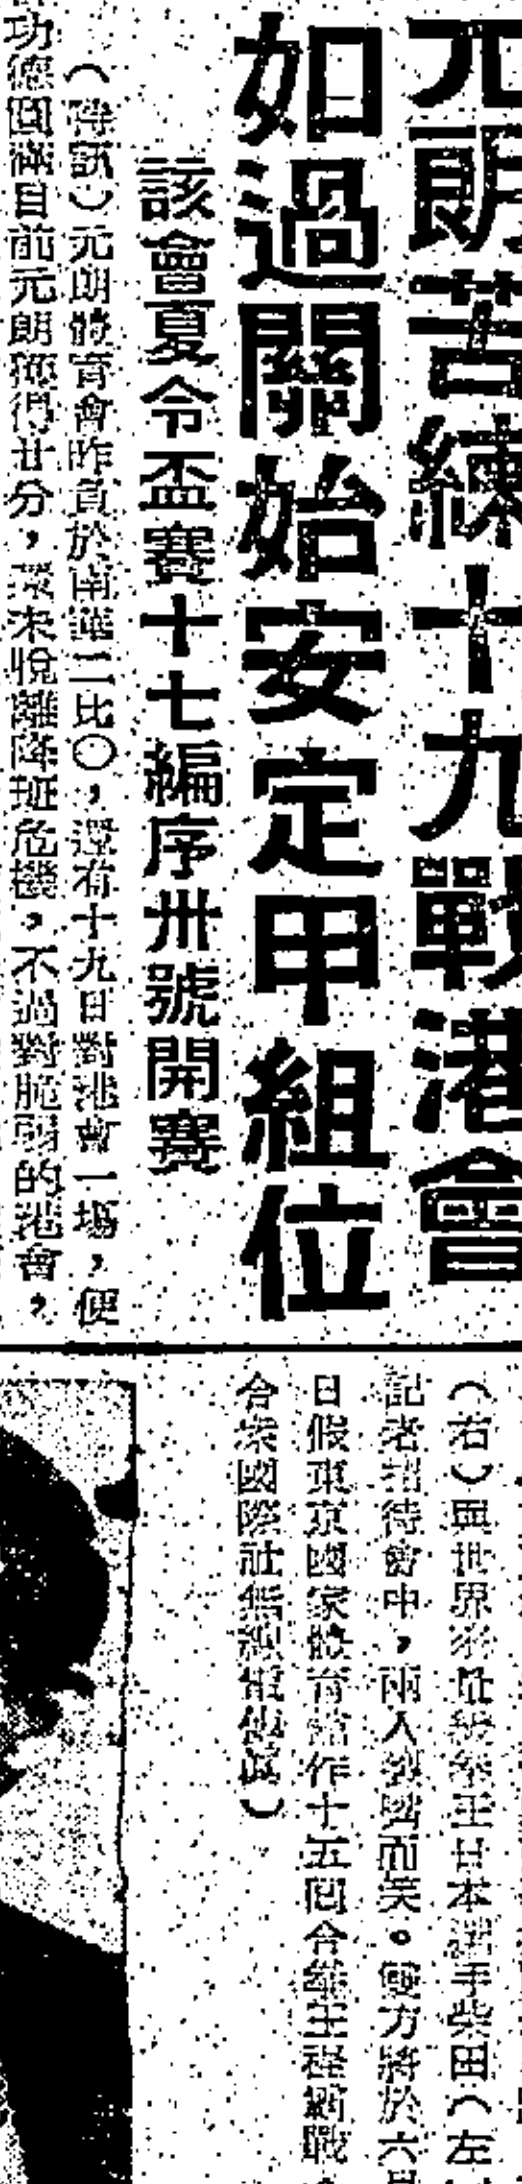 元朗苦練十九戰港會
如過關始安定甲組位
該會夏令盃賽十七編序卅號開賽
（特訊）元朗體育會昨負於南華二比〇，還有十九日對港會一場，便
功德圓滿目前元朗獲得廿分，還未脫離降班危機，不過對脆弱的港會，
（右）與世界羽量級拳王日本選手柴田（左
記者招待會中，兩人對望而笑。雙方將於六月
日假東京國家體育館作十五回合雄主程霸戰
合衆國際社無線電傳真）